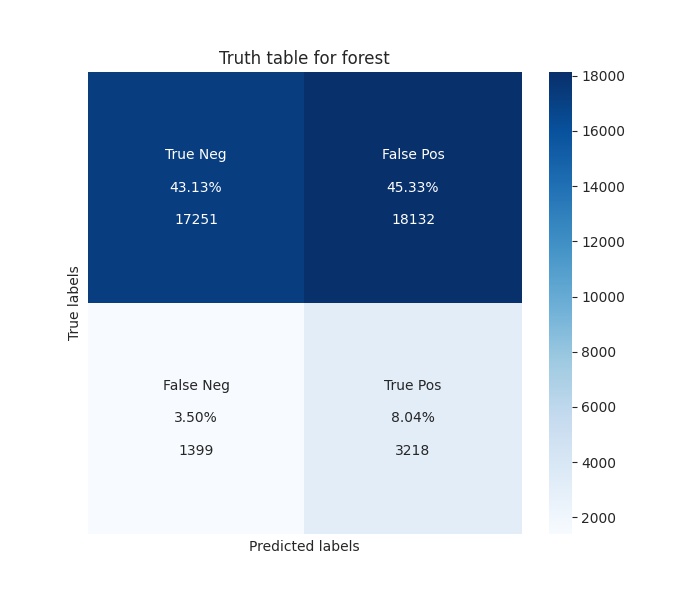 Truth table for forest
True Neg
43.13%
17251
False Pos
45.33%
18132
False Neg
3.50%
1399
True Pos
8.04%
3218
True labels
Predicted labels
18000
16000
14000
12000
10000
8000
6000
4000
2000